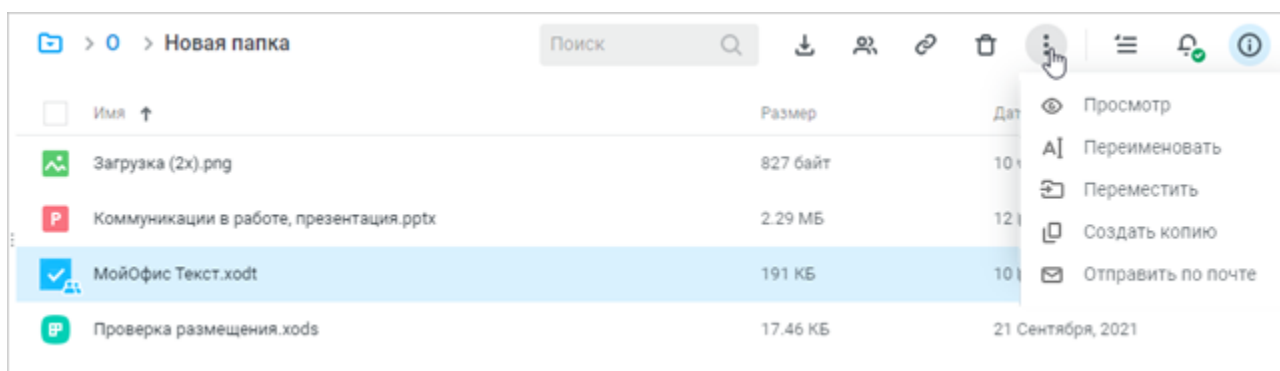 > О > Новая папка
Поиск
Имя
Размер
Просмотр
Загрузка (2x).png
827 байт
10
Переименовать
Переместить
P
Коммуникации в работе, презентация.pptx
2.29 МБ
12
Создать копию
МойОфис Текст.xodt
191 КБ
10
Отправить по почте
Проверка размещения.xods
17.46 КБ
21 Сентября, 2021